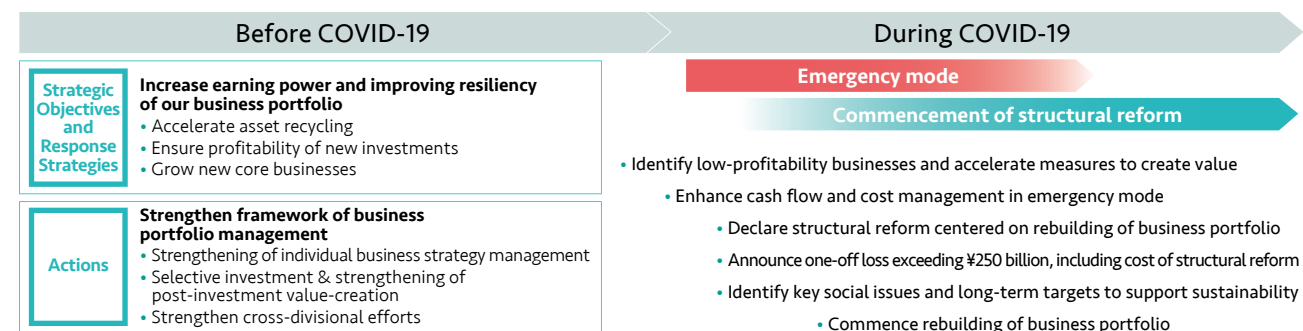 Before COVID-19
During COVID-19
Strategic
Objectives
and
Response
Strategies
Increase earning power and improving resiliency
of our business portfolio
• Accelerate asset recycling
• Ensure profitability of new investments
• Grow new core businesses
Actions
Strengthen framework of business
portfolio management
• Strengthening of individual business strategy management
• Selective investment & strengthening of
post-investment value-creation
• Strengthen cross-divisional efforts
Emergency mode
Commencement of structural reform
• Identify low-profitability businesses and accelerate measures to create value
• Enhance cash flow and cost management in emergency mode
• Declare structural reform centered on rebuilding of business portfolio
• Announce one-off loss exceeding ¥250 billion, including cost of structural reform
• Identify key social issues and long-term targets to support sustainability
• Commence rebuilding of business portfolio